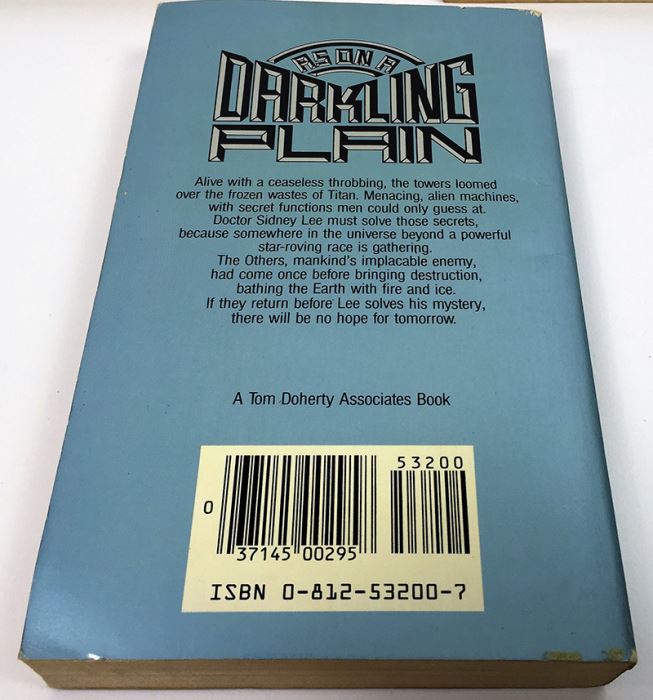 AS ON A
DARKLING
PLAIN
Alive with a ceaseless throbbing, the towers loomed
over the frozen wastes of Titan. Menacing, alien machines,
with secret functions men could only guess at.
Doctor Sidney Lee must solve those secrets,
because somewhere in the universe beyond a powerful
star-roving race is gathering.
The Others, mankind's implacable enemy,
had come once before bringing destruction,
bathing the Earth with fire and ice.
If they return before Lee solves his mystery,
there will be no hope for tomorrow.
A Tom Doherty Associates Book
53200
0
37145 00295
ISBN 0-812-53200-7